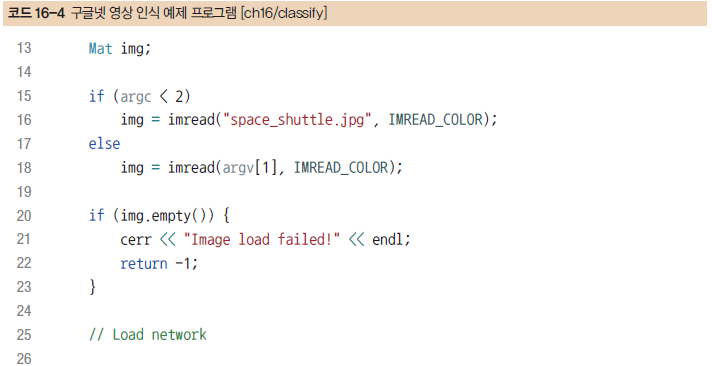 코드 16-4 구글넷 영상 인식 예제 프로그램 [ch16/classify]
13 Mat img;
14
15 if (argc < 2)
16 img = imread("space_shuttle.jpg", IMREAD_COLOR);
17 else
18 img = imread(argv[1], IMREAD_COLOR);
19
20 if (img.empty()) {
21 cerr << "Image load failed!" << endl;
22 return -1;
23 }
24
25 // Load network
26